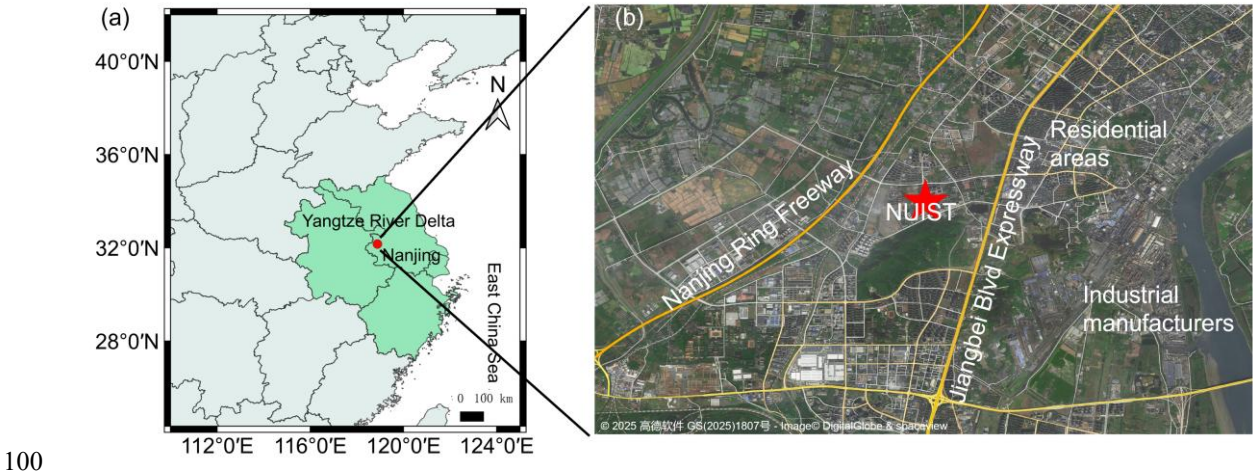 (a)
40°0′N
36°0′N
32°0′N
28°0′N
112°0′E
116°0′E
120°0′E
124°0′E
N
Yangtze River Delta
Nanjing
East China Sea
0 100 km
(b)
Nanjing Ring Freeway
NUIST
Jiangbei Blvd Expressway
Residential
areas
Industrial
manufacturers
© 2025 高德软件 GS(2025)1807号 - Image© DigitalGlobe & spaceview
100